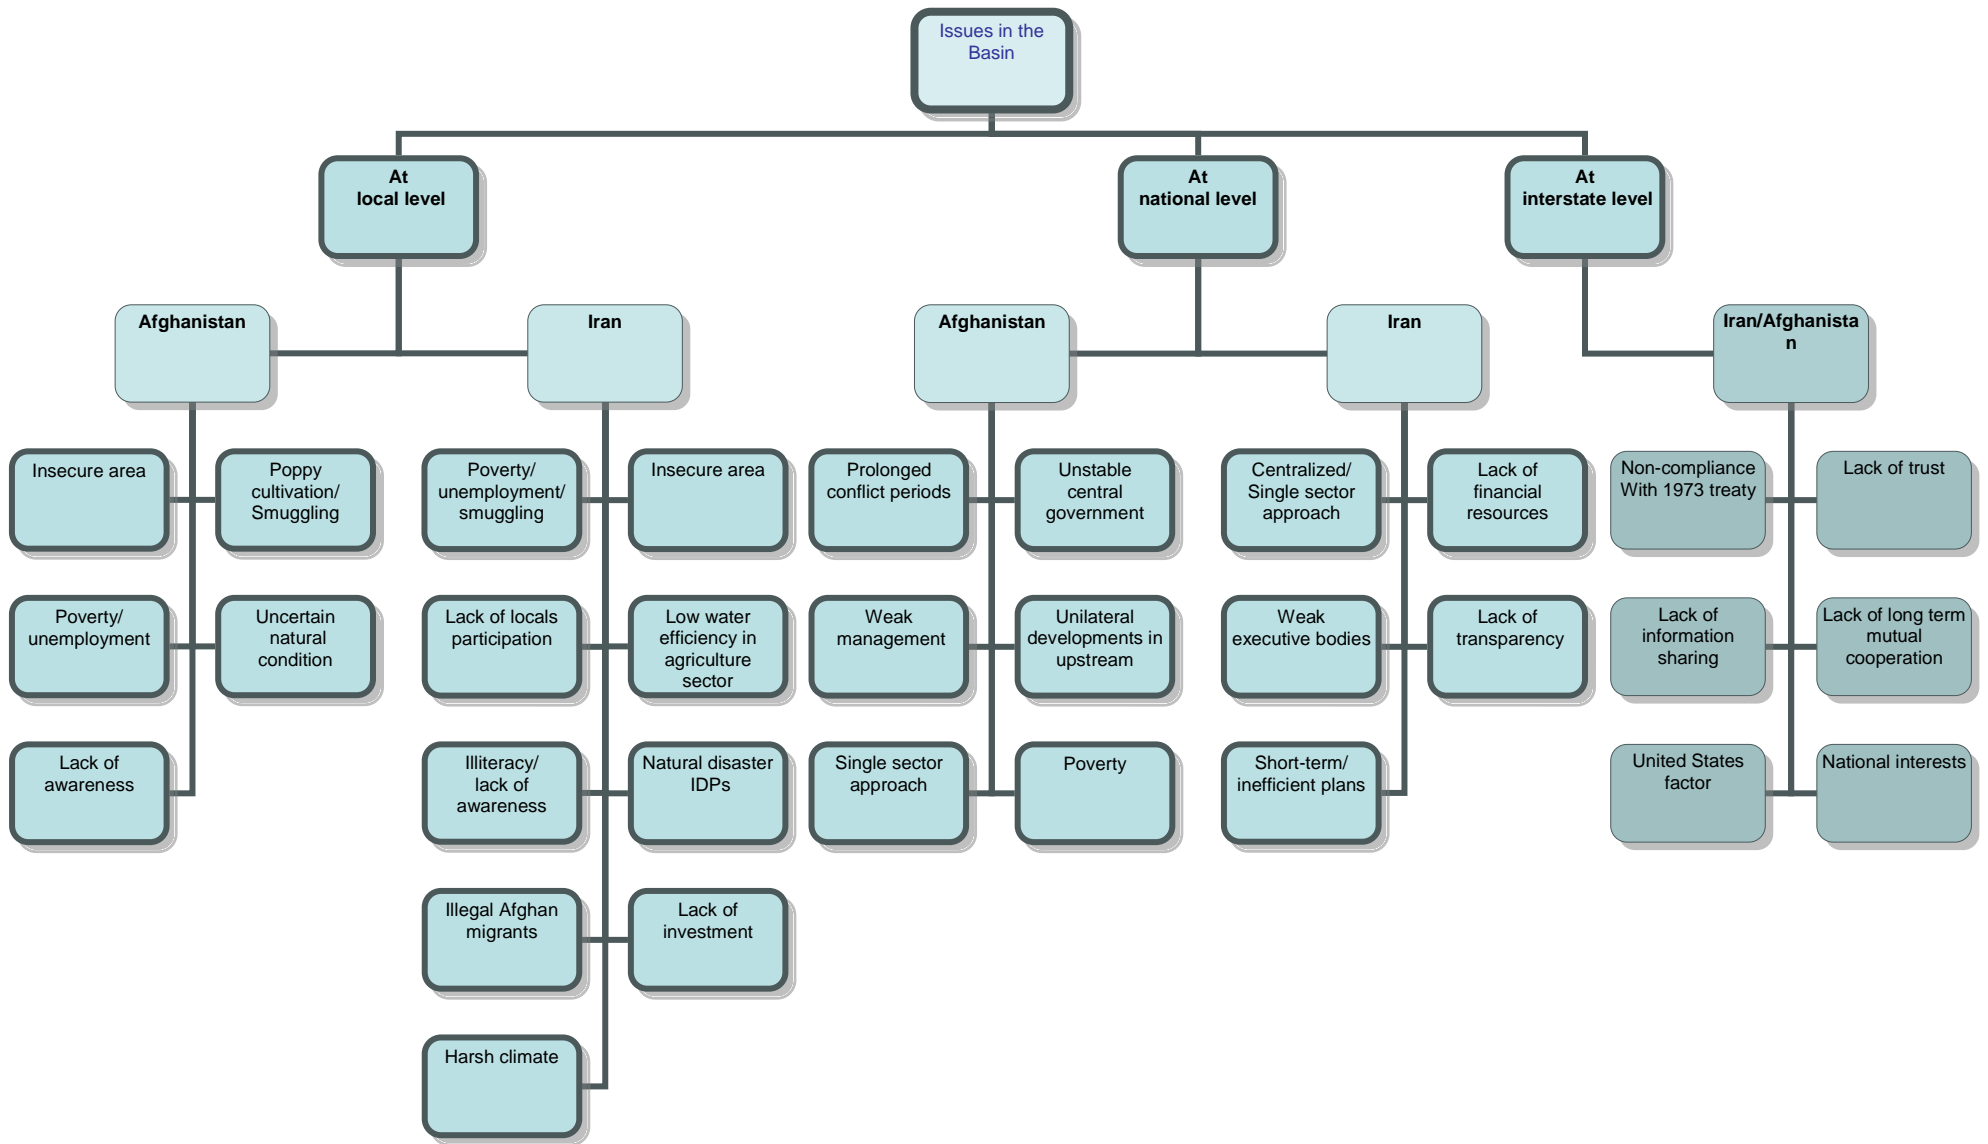 Issues in the
Basin
At
local level
At
national level
At
interstate level
Afghanistan
Iran
Afghanistan
Iran
Iran/Afghanista
n
Insecure area
Poppy
cultivation/
Smuggling
Poverty/
unemployment/
smuggling
Insecure area
Prolonged
conflict periods
Unstable
central
government
Centralized/
Single sector
approach
Lack of
financial
resources
Non-compliance
With 1973 treaty
Lack of trust
Poverty/
unemployment
Uncertain
natural
condition
Lack of locals
participation
Low water
efficiency in
agriculture
sector
Weak
management
Unilateral
developments in
upstream
Weak
executive bodies
Lack of
transparency
Lack of
information
sharing
Lack of long term
mutual
cooperation
Lack of
awareness
Illiteracy/
lack of
awareness
Natural disaster
IDPs
Single sector
approach
Poverty
Short-term/
inefficient plans
United States
factor
National interests
Illegal Afghan
migrants
Lack of
investment
Harsh climate